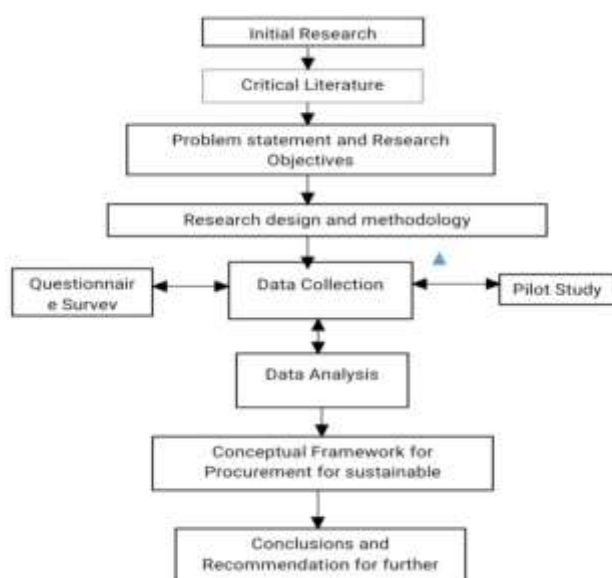 Initial Research
Critical Literature
Problem statement and Research
Objectives
Research design and methodology
Questionnair
e Survev
Data Collection
Pilot Study
Data Analysis
Conceptual Framework for
Procurement for sustainable
Conclusions and
Recommendation for further